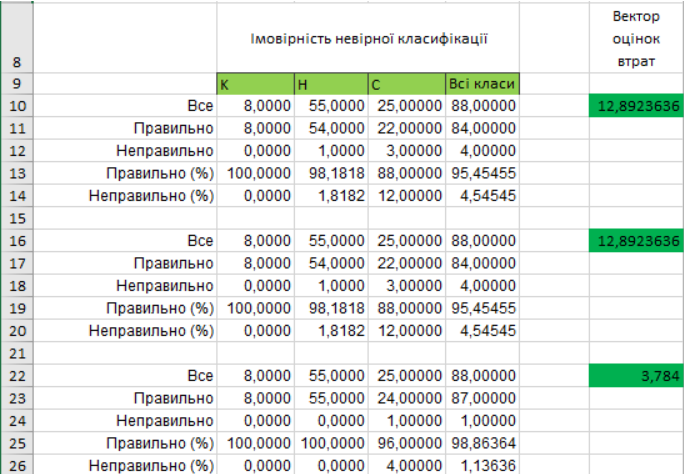 Вектор
Імовірність невірної класифікації оцінок
8 втрат
9 К Н С Всі класи
10 Все 8,0000 55,0000 25,00000 88,00000 12,8923636
11 Правильно 8,0000 54,0000 22,00000 84,00000
12 Неправильно 0,0000 1,0000 3,00000 4,00000
13 Правильно (%) 100,0000 98,1818 88,00000 95,45455
14 Неправильно (%) 0,0000 1,8182 12,00000 4,54545
15
16 Все 8,0000 55,0000 25,00000 88,00000 12,8923636
17 Правильно 8,0000 54,0000 22,00000 84,00000
18 Неправильно 0,0000 1,0000 3,00000 4,00000
19 Правильно (%) 100,0000 98,1818 88,00000 95,45455
20 Неправильно (%) 0,0000 1,8182 12,00000 4,54545
21
22 Все 8,0000 55,0000 25,00000 88,00000 3,784
23 Правильно 8,0000 55,0000 24,00000 87,00000
24 Неправильно 0,0000 0,0000 1,00000 1,00000
25 Правильно (%) 100,0000 100,0000 96,00000 98,86364
26 Неправильно (%) 0,0000 0,0000 4,00000 1,13636